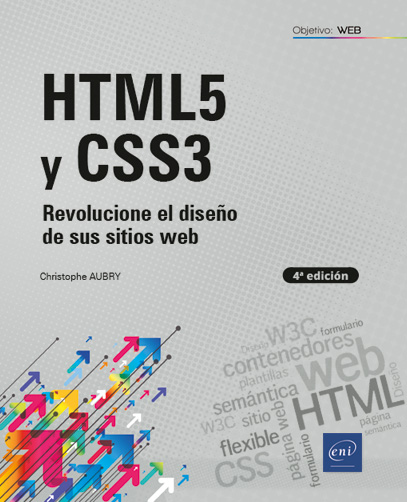 Objetivo: WEB
HTML5
y CSS3
Revolucione el diseño
de sus sitios web
Christophe AUBRY
4ª edición
Diseño
W3C
formulario
contenedores
plantillas
web
Diseño
semántica
HTML
W3C
sitio
página web
página
semántica
flexible
formulario
CSS
página
eni